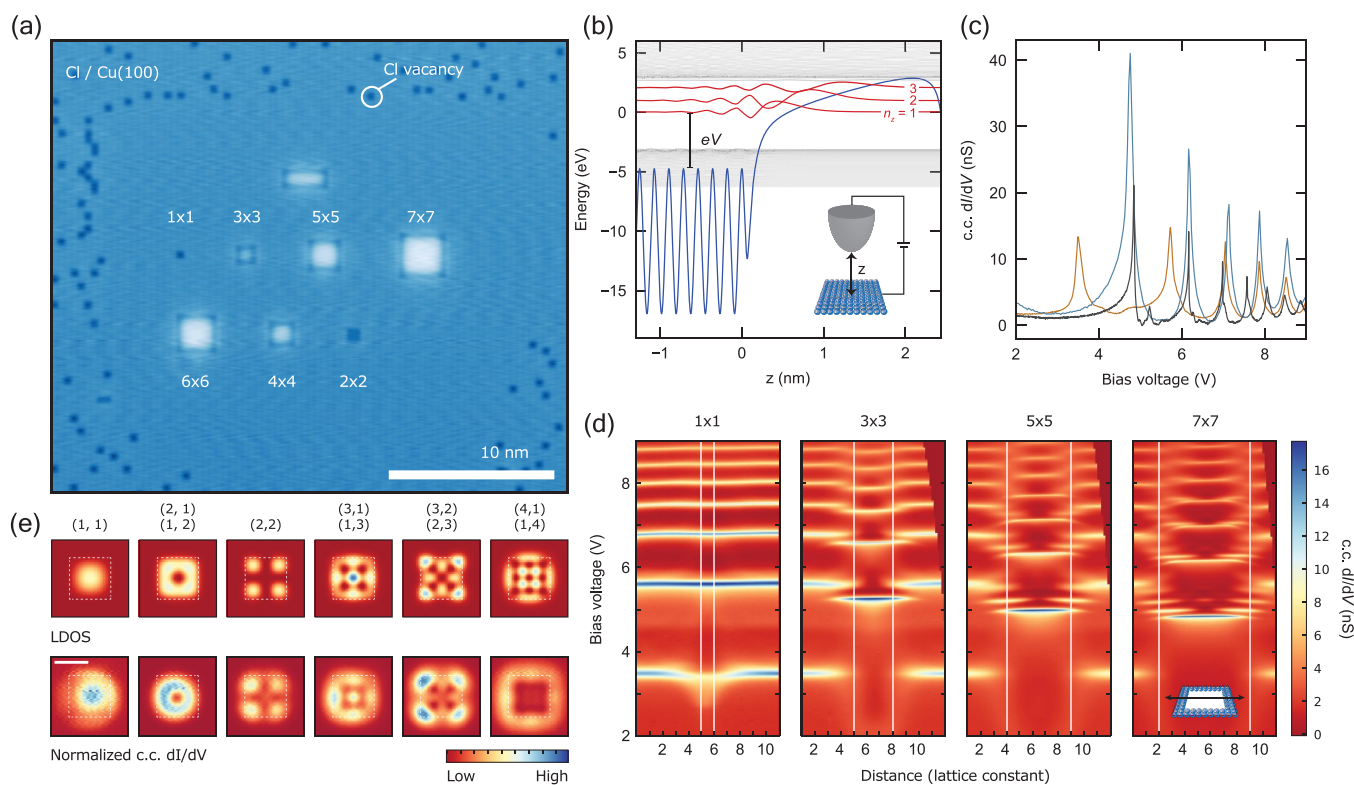 (a)
Cl / Cu(100)
Cl vacancy
1x1
3x3
5x5
7x7
6x6
4x4
2x2
10 nm
(b)
Energy (eV)
5
0
−5
−10
−15
3
2
n_z = 1
eV
z
−1
0
1
2
z (nm)
(c)
c.c. dI/dV (nS)
40
30
20
10
0
2
4
6
8
Bias voltage (V)
(d)
1x1
3x3
5x5
7x7
Bias voltage (V)
8
6
4
2
2 4 6 8 10
2 4 6 8 10
2 4 6 8 10
2 4 6 8 10
Distance (lattice constant)
16
14
12
10
8
6
4
2
0
c.c. dI/dV (nS)
(e)
(1, 1)
(2, 1)
(1, 2)
(2,2)
(3,1)
(1,3)
(3,2)
(2,3)
(4,1)
(1,4)
LDOS
Normalized c.c. dI/dV
Low
High